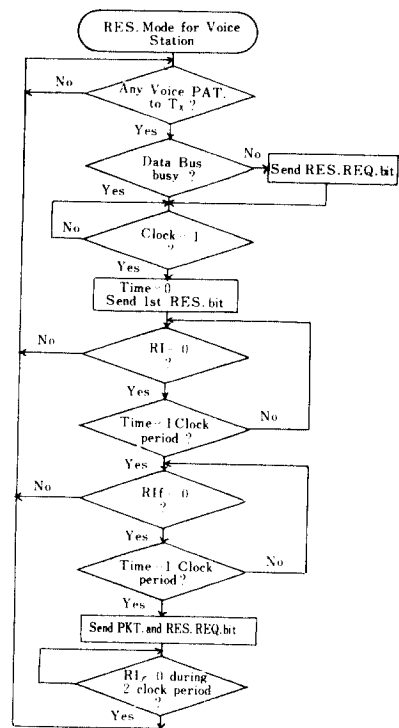 RES. Mode for Voice
Station
No
Any Voice PAT.
to Tx ?
Yes
Data Bus
busy ?
No
Send RES.REQ.bit
Yes
No
Clock=1
?
Yes
Time=0
Send 1st RES.bit
No
RI=0
?
Yes
Time=1 Clock
period ?
No
Yes
No
RIf=0
?
Yes
Time=1 Clock
period ?
No
Yes
Send PKT.and RES.REQ.bit
=0 during
2 clock period
?
Yes